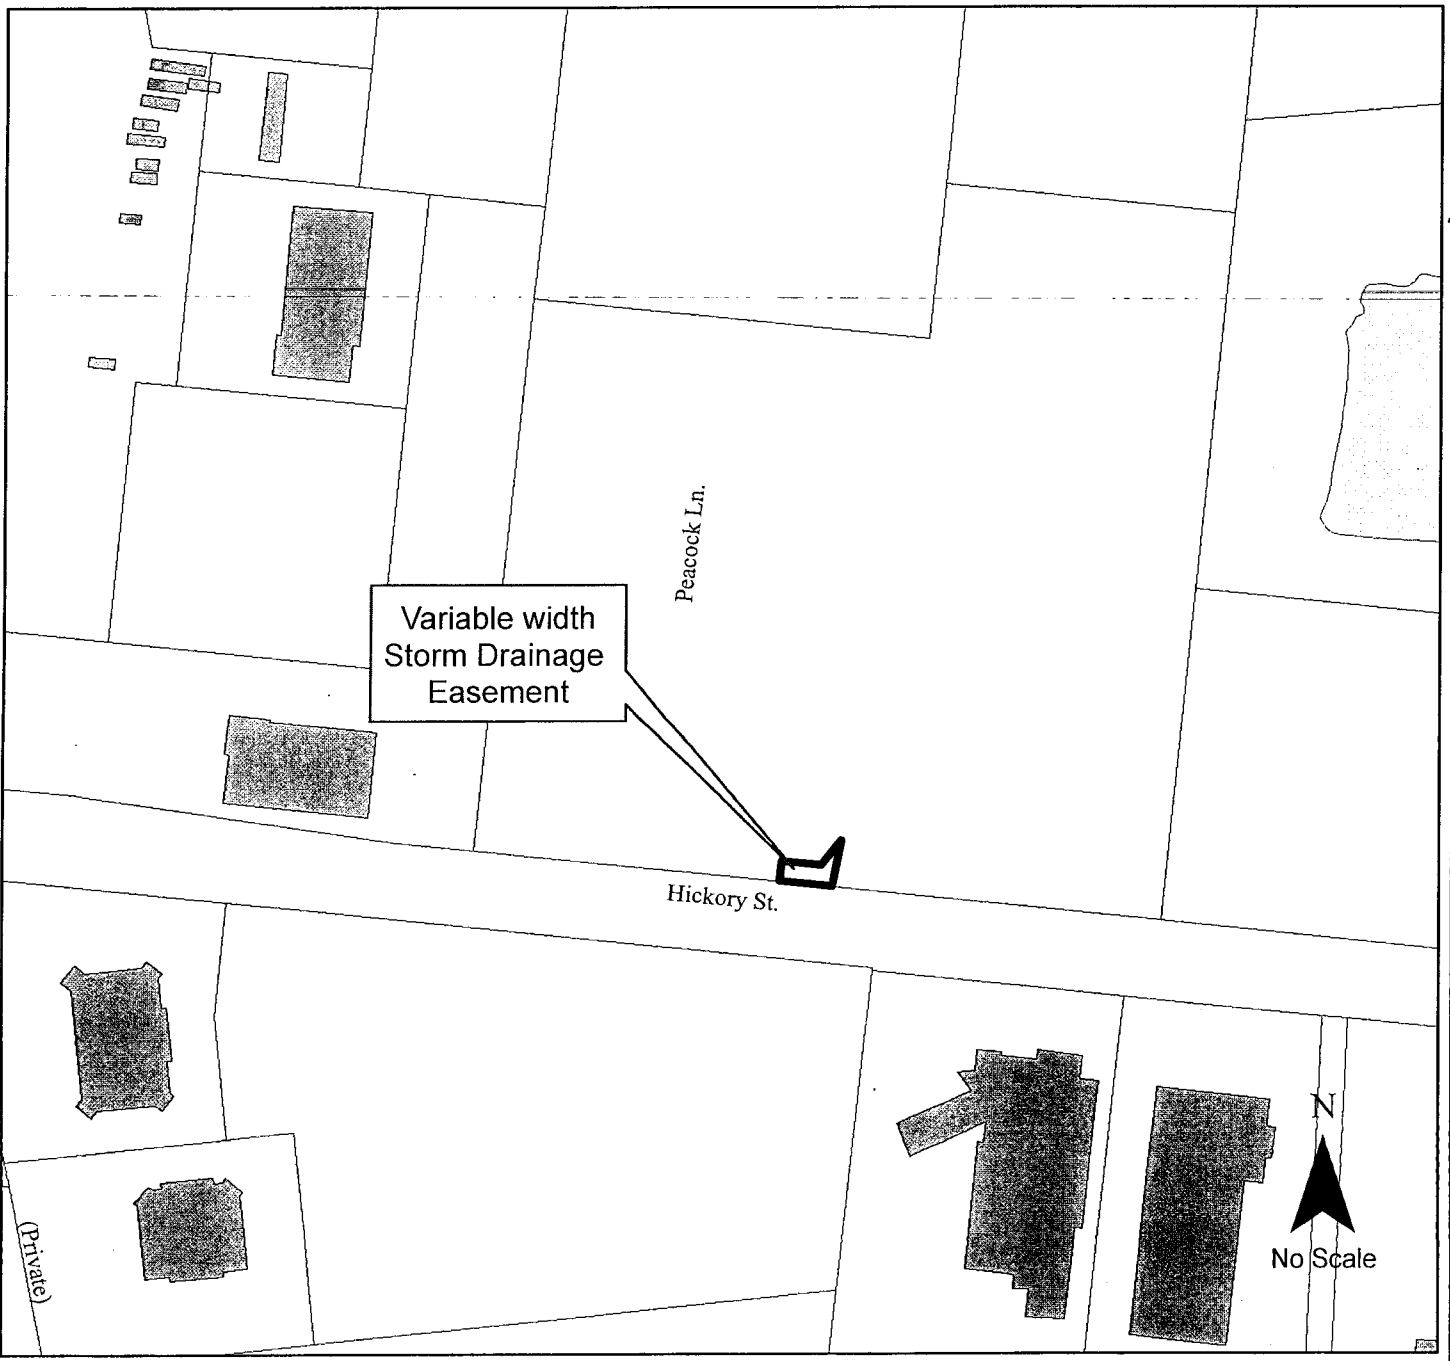 Peacock Ln.
Variable width
Storm Drainage
Easement
Hickory St.
N
No Scale
(Private)